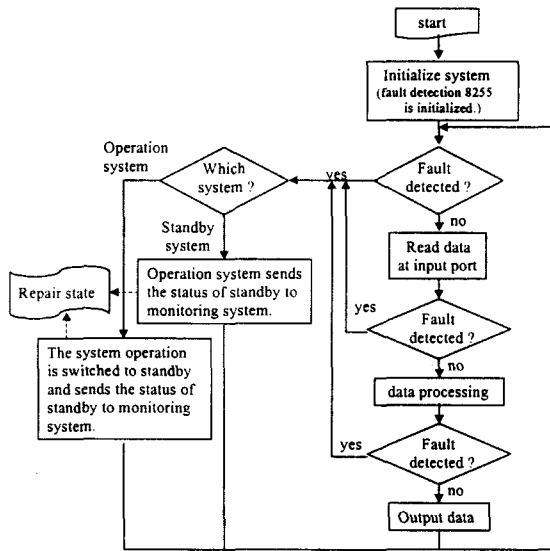 start
Initialize system
(fault detection 8255
is initialized.)
Operation
system
Which
system ?
yes
Fault
detected ?
no
Standby
system
Read data
at input port
Operation system sends
the status of standby to
monitoring system.
Repair state
yes
Fault
detected ?
no
The system operation
is switched to standby
and sends the status of
standby to monitoring
system.
data processing
yes
Fault
detected ?
no
Output data